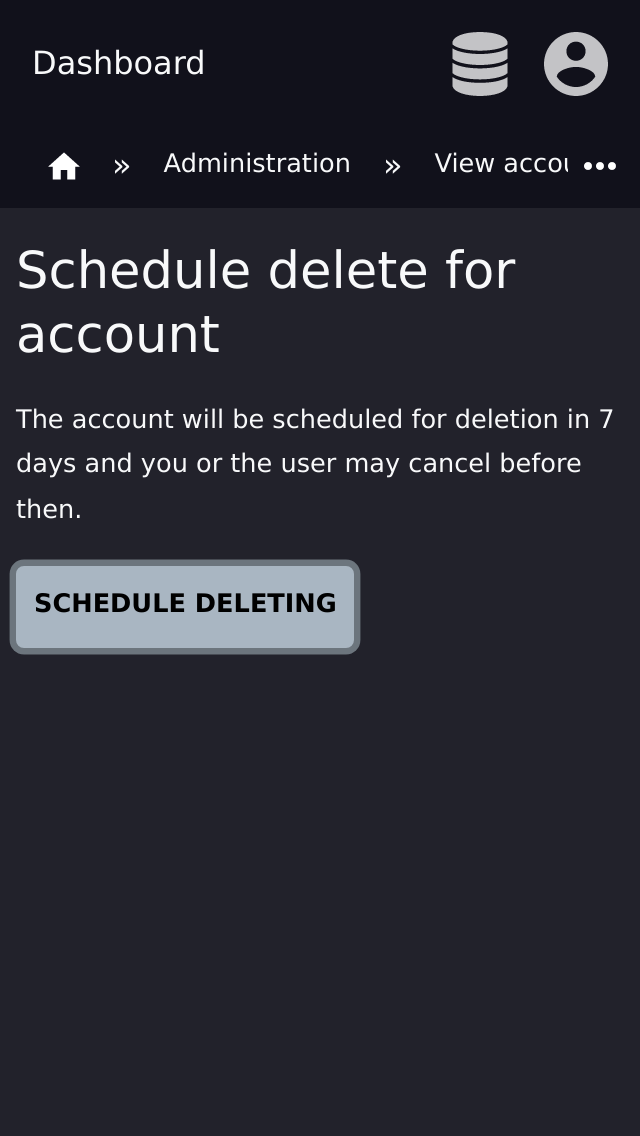 Dashboard
» Administration » View accou
Schedule delete for
account
The account will be scheduled for deletion in 7
days and you or the user may cancel before
then.
SCHEDULE DELETING